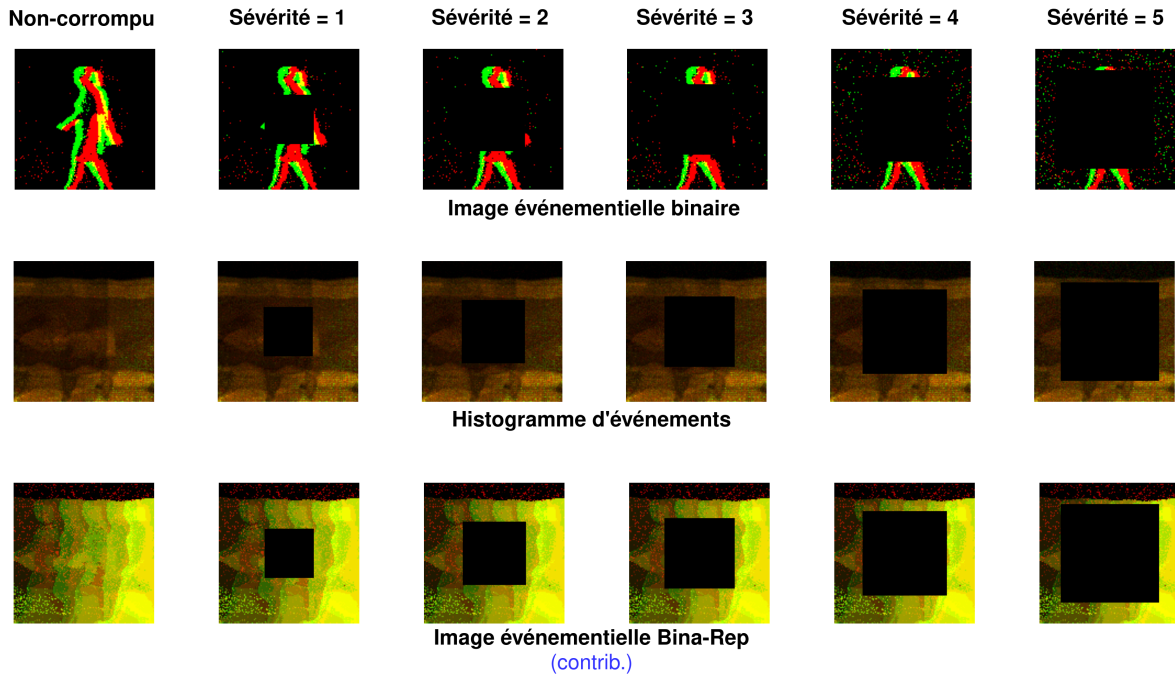 Non-corrompu Sévérité = 1 Sévérité = 2 Sévérité = 3 Sévérité = 4 Sévérité = 5
Image événementielle binaire
Histogramme d'événements
Image événementielle Bina-Rep
(contrib.)